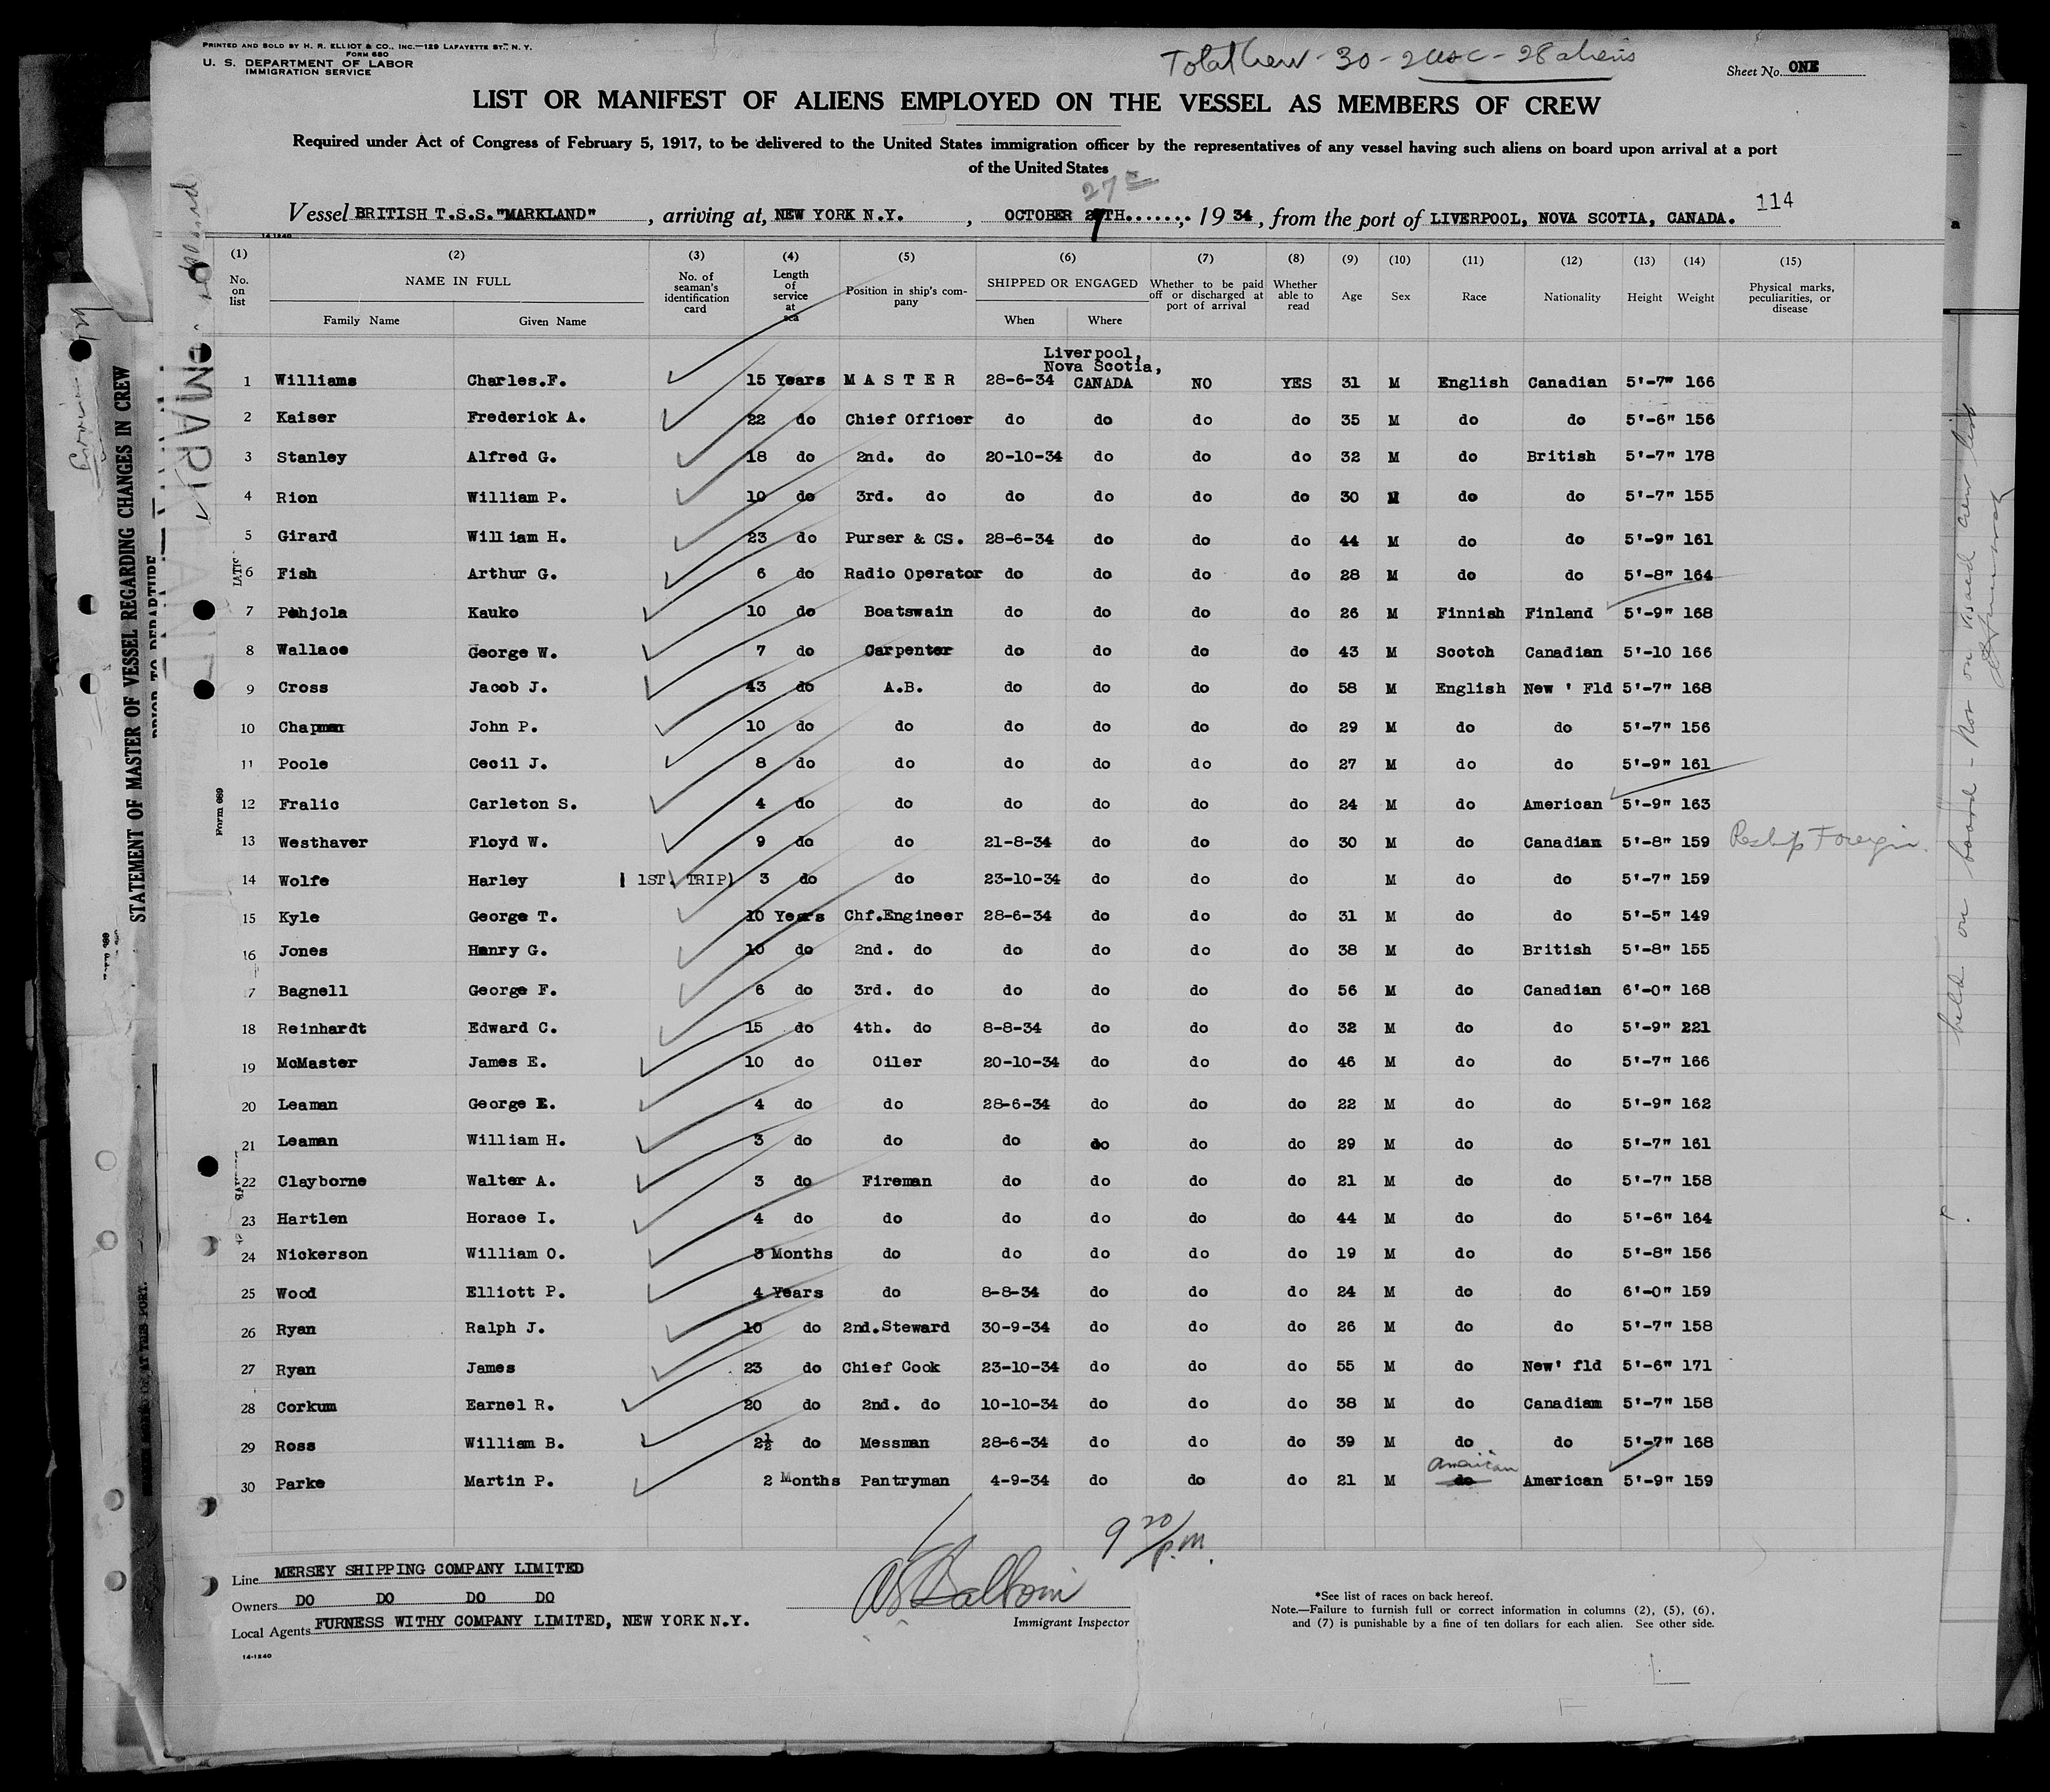 PRINTED AND SOLD BY H. R. ELLIOT & CO., INC.—129 LAFAYETTE ST., N. Y.
FORM 680
U. S. DEPARTMENT OF LABOR
IMMIGRATION SERVICE
Total Crew - 30 - 2 USC - 28 aliens
Sheet No. ONE
LIST OR MANIFEST OF ALIENS EMPLOYED ON THE VESSEL AS MEMBERS OF CREW
Required under Act of Congress of February 5, 1917, to be delivered to the United States immigration officer by the representatives of any vessel having such aliens on board upon arrival at a port
of the United States
27
114
Vessel BRITISH T.S.S."MARKLAND", arriving at, NEW YORK N.Y., OCTOBER 27TH......., 1934, from the port of LIVERPOOL, NOVA SCOTIA, CANADA.
14-1240
(1) (2) (3) (4) (5) (6) (7) (8) (9) (10) (11) (12) (13) (14) (15)
No. on list NAME IN FULL No. of seaman's identification card Length of service at sea Position in ship's company SHIPPED OR ENGAGED Whether to be paid off or discharged at port of arrival Whether able to read Age Sex Race Nationality Height Weight Physical marks, peculiarities, or disease
Family Name Given Name When Where
Liverpool,
Nova Scotia,
1 Williams Charles.F. 15 Years MASTER 28-6-34 CANADA NO YES 31 M English Canadian 5'-7" 166
2 Kaiser Frederick A. 22 do Chief Officer do do do do 35 M do do 5'-6" 156
3 Stanley Alfred G. 18 do 2nd. do 20-10-34 do do do 32 M do British 5'-7" 178
4 Rion William P. 10 do 3rd. do do do do do 30 M do do 5'-7" 155
5 Girard William H. 23 do Purser & CS. 28-6-34 do do do 44 M do do 5'-9" 161
6 Fish Arthur G. 6 do Radio Operator do do do do 28 M do do 5'-8" 164
7 Pohjola Kauko 10 do Boatswain do do do do 26 M Finnish Finland 5'-9" 168
8 Wallace George W. 7 do Carpenter do do do do 43 M Scotch Canadian 5'-10 166
9 Cross Jacob J. 43 do A.B. do do do do 58 M English New ' Fld 5'-7" 168
10 Chapman John P. 10 do do do do do do 29 M do do 5'-7" 156
11 Poole Cecil J. 8 do do do do do do 27 M do do 5'-9" 161
12 Fralic Carleton S. 4 do do do do do do 24 M do American 5'-9" 163
13 Westhaver Floyd W. 9 do do 21-8-34 do do do 30 M do Canadian 5'-8" 159 Reship Foreign
14 Wolfe Harley ( 1ST. TRIP) 3 do do 23-10-34 do do do M do do 5'-7" 159
15 Kyle George T. 10 Years Chf.Engineer 28-6-34 do do do 31 M do do 5'-5" 149
16 Jones Henry G. 10 do 2nd. do do do do do 38 M do British 5'-8" 155
7 Bagnell George F. 6 do 3rd. do do do do do 56 M do Canadian 6'-0" 168
18 Reinhardt Edward C. 15 do 4th. do 8-8-34 do do do 32 M do do 5'-9" 221
19 McMaster James E. 10 do Oiler 20-10-34 do do do 46 M do do 5'-7" 166
20 Leaman George E. 4 do do 28-6-34 do do do 22 M do do 5'-9" 162
21 Leaman William H. 3 do do do do do do 29 M do do 5'-7" 161
22 Clayborne Walter A. 3 do Fireman do do do do 21 M do do 5'-7" 158
23 Hartlen Horace I. 4 do do do do do do 44 M do do 5'-6" 164
24 Nickerson William O. 3 Months do do do do do 19 M do do 5'-8" 156
25 Wood Elliott P. 4 Years do 8-8-34 do do do 24 M do do 6'-0" 159
26 Ryan Ralph J. 10 do 2nd.Steward 30-9-34 do do do 26 M do do 5'-7" 158
27 Ryan James 23 do Chief Cook 23-10-34 do do do 55 M do New' fld 5'-6" 171
28 Corkum Earnel R. 20 do 2nd. do 10-10-34 do do do 38 M do Canadian 5'-7" 158
29 Ross William B. 2½ do Messman 28-6-34 do do do 39 M do do 5'-7" 168
American
30 Parke Martin P. 2 Months Pantryman 4-9-34 do do do 21 M do American 5'-9" 159
9 20/P.M.
Line MERSEY SHIPPING COMPANY LIMITED
Owners DO DO DO DO
Local Agents FURNESS WITHY COMPANY LIMITED, NEW YORK N.Y.
Immigrant Inspector
*See list of races on back hereof.
Note.—Failure to furnish full or correct information in columns (2), (5), (6),
and (7) is punishable by a fine of ten dollars for each alien. See other side.
14-1240
STATEMENT OF MASTER OF VESSEL REGARDING CHANGES IN CREW
PRIOR TO DEPARTURE
MARKLAND
Form 689
held on board - Not on visaed crew list